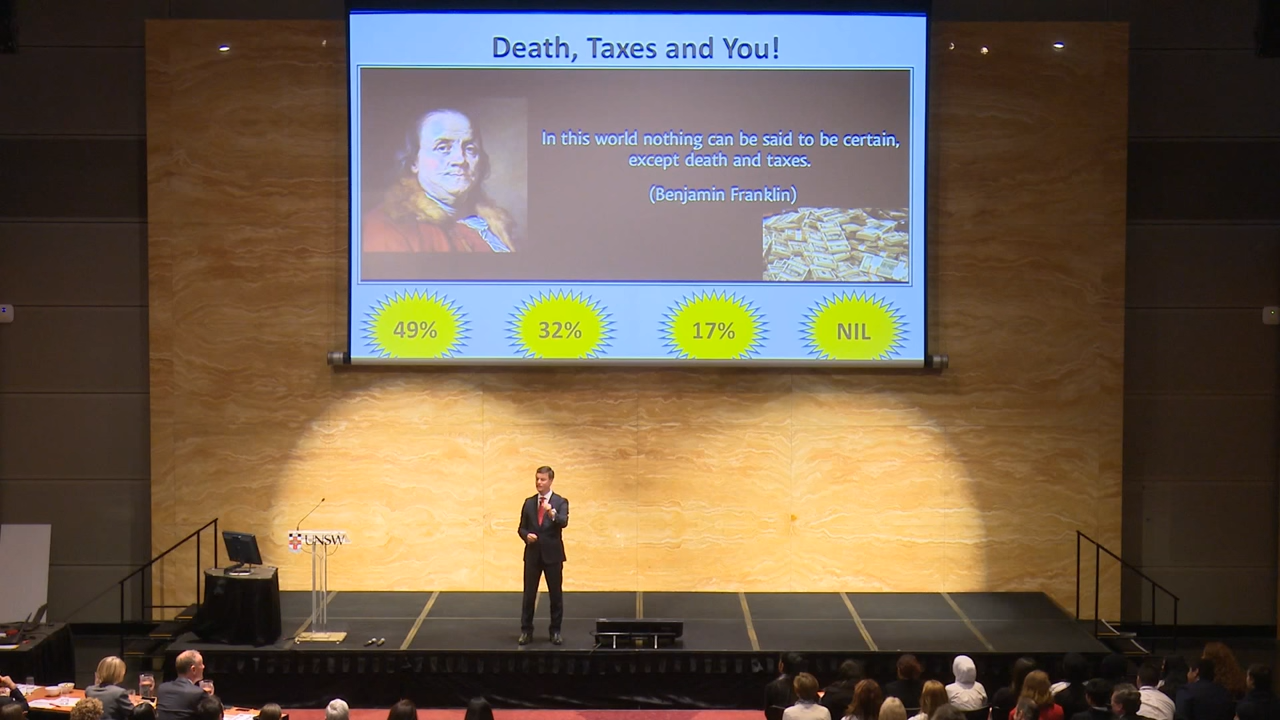 Death, Taxes and You!
In this world nothing can be said to be certain,
except death and taxes.
(Benjamin Franklin)
49%
32%
17%
NIL
UNSW